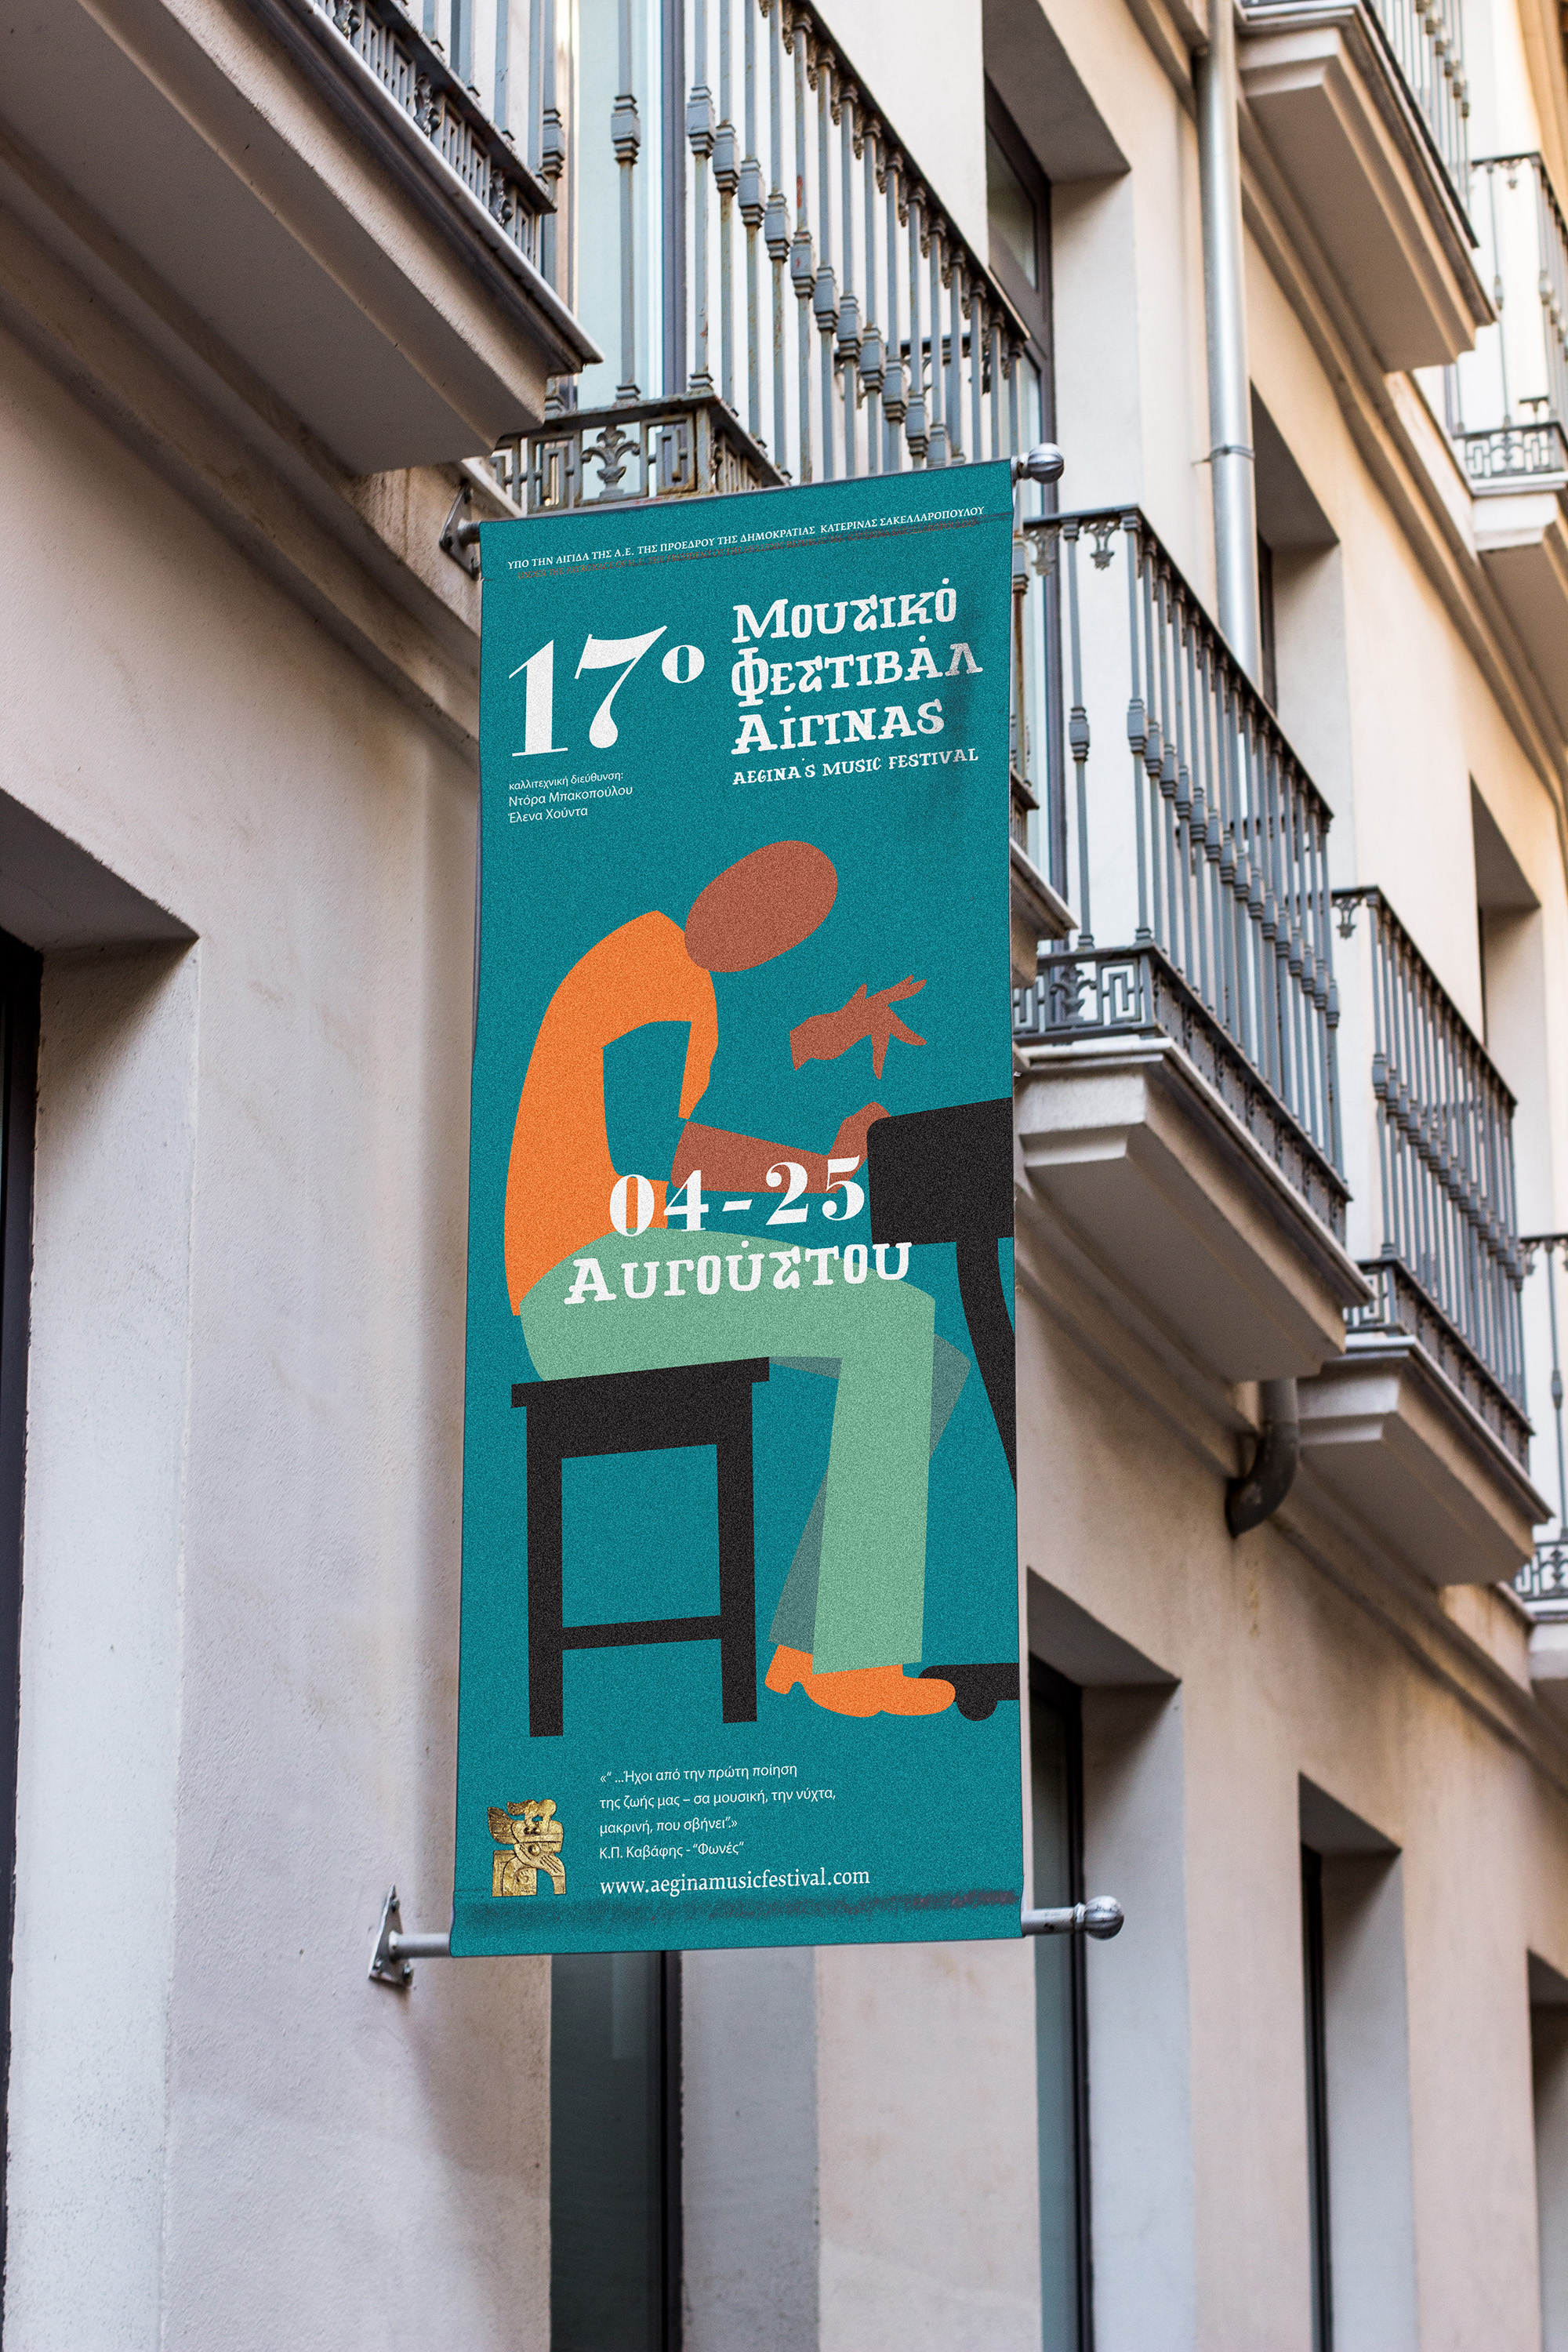 ΥΠΟ ΤΗΝ ΑΙΓΙΔΑ ΤΗΣ Α.Ε. ΤΗΣ ΠΡΟΕΔΡΟΥ ΤΗΣ ΔΗΜΟΚΡΑΤΙΑΣ ΚΑΤΕΡΙΝΑΣ ΣΑΚΕΛΛΑΡΟΠΟΥΛΟΥ
17ο
Μουσικό
Φεστιβάλ
Αίγινας
AEGINA'S MUSIC FESTIVAL
καλλιτεχνική διεύθυνση:
Ντόρα Μπακοπούλου
Έλενα Χούντα
04-25
Αυγούστου
«“ ...Ήχοι από την πρώτη ποίηση
της ζωής μας – σα μουσική, την νύχτα,
μακρινή, που σβήνει”.»
Κ.Π. Καβάφης - “Φωνές”
www.aeginamusicfestival.com